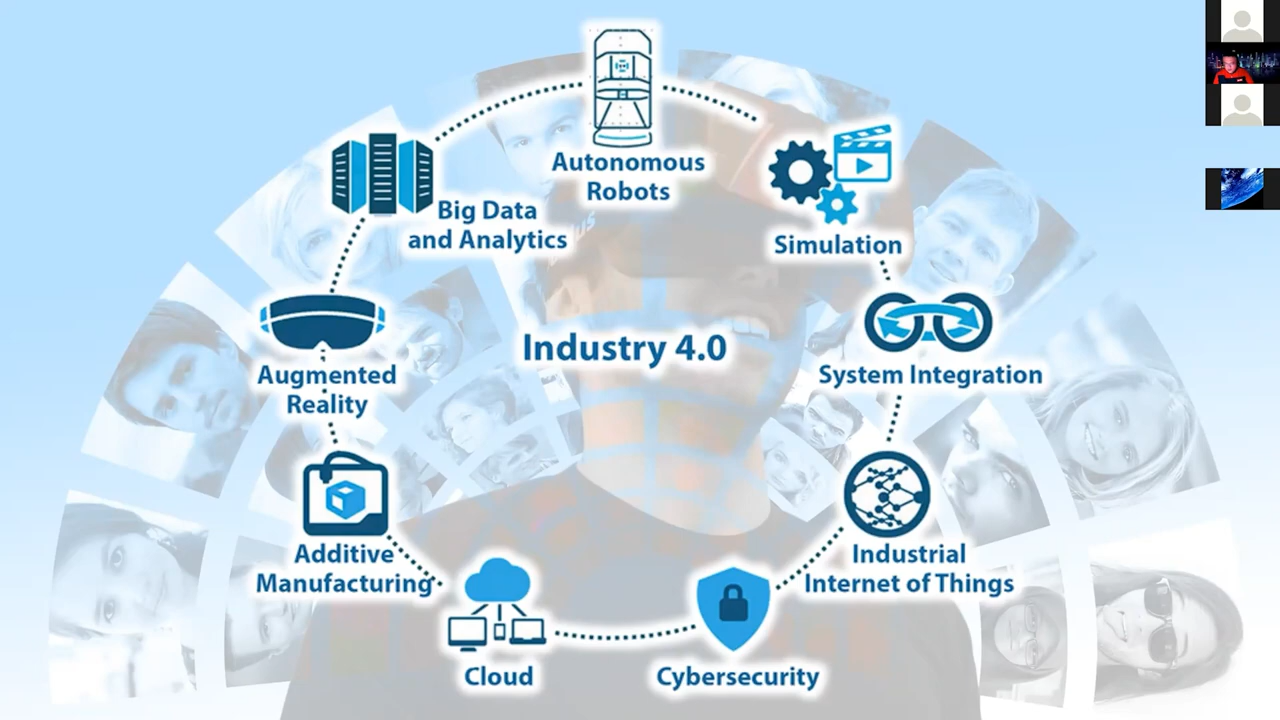 Autonomous
Robots
Big Data
and Analytics
Simulation
Industry 4.0
Augmented
Reality
System Integration
Additive
Manufacturing
Industrial
Internet of Things
Cloud
Cybersecurity